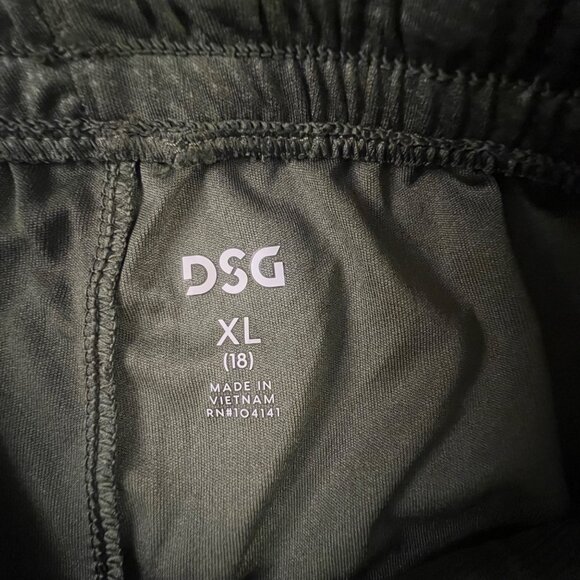 DSG
XL
(18)
MADE IN
VIETNAM
RN#104141